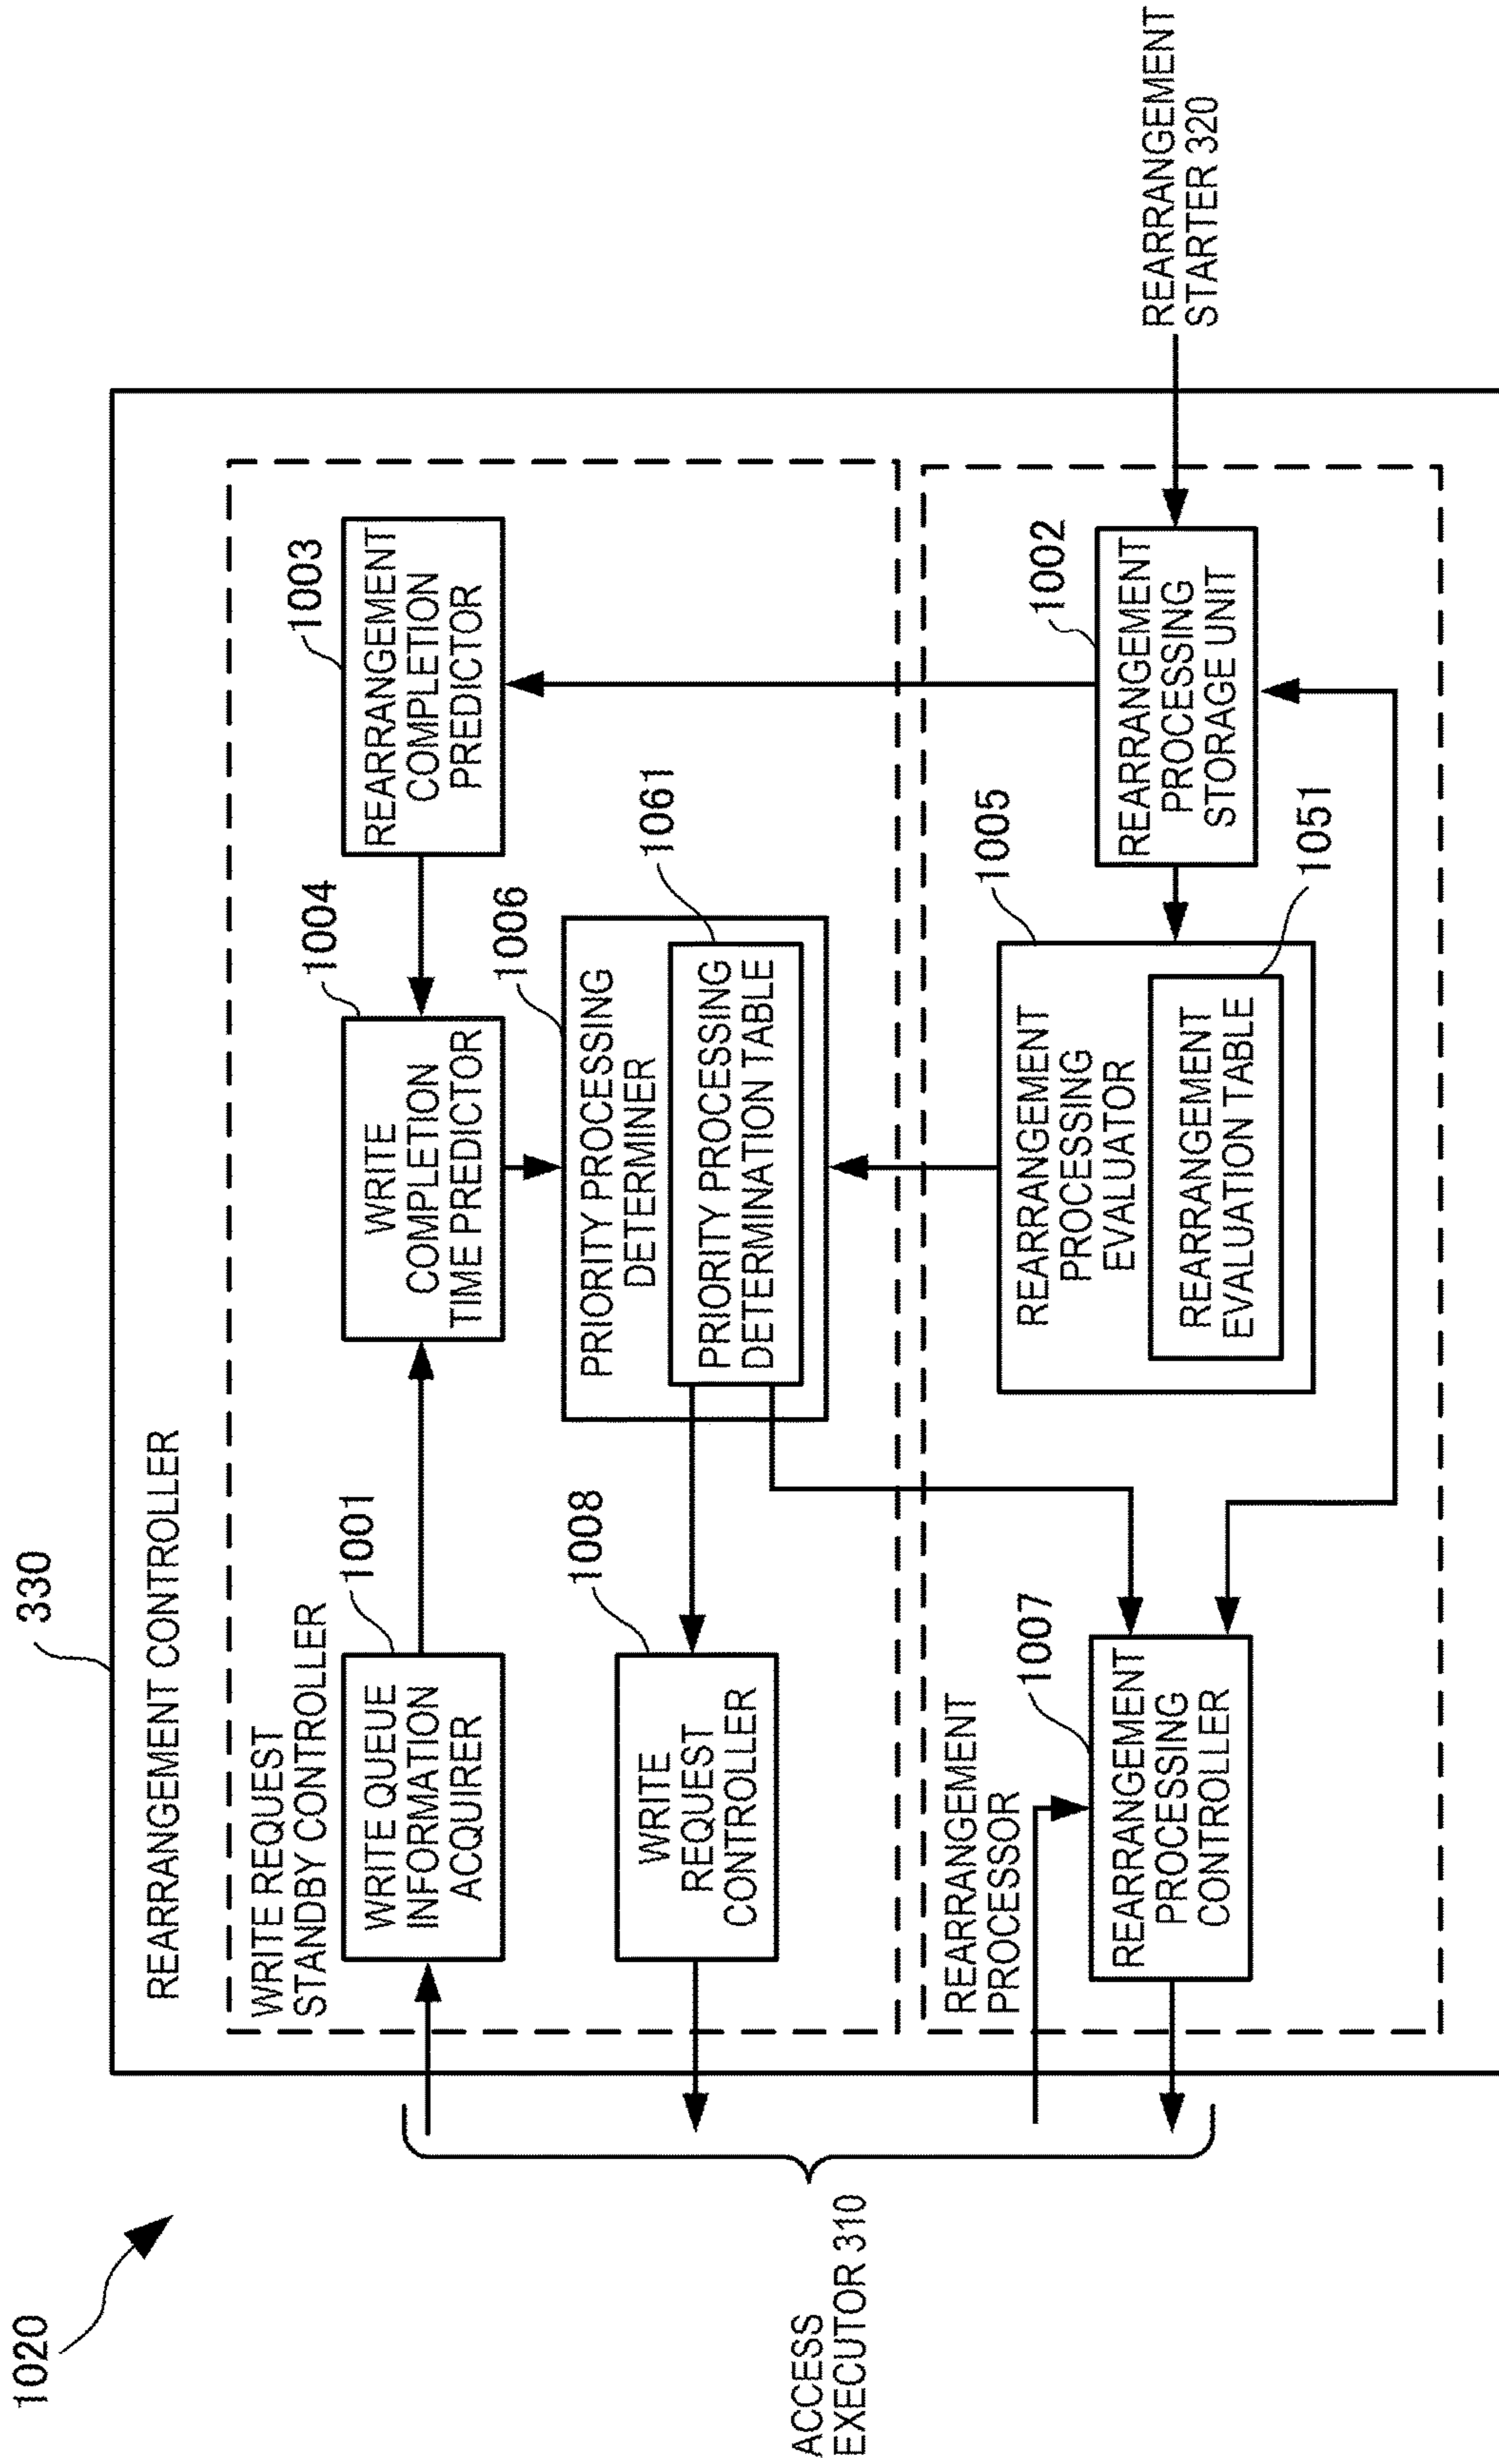 1020
330
REARRANGEMENT CONTROLLER
WRITE REQUEST
STANDBY CONTROLLER
1001
WRITE QUEUE
INFORMATION
ACQUIRER
1004
WRITE
COMPLETION
TIME PREDICTOR
1003
REARRANGEMENT
COMPLETION
PREDICTOR
1008
WRITE
REQUEST
CONTROLLER
1006
PRIORITY PROCESSING
DETERMINER
1061
PRIORITY PROCESSING
DETERMINATION TABLE
ACCESS
EXECUTOR 310
REARRANGEMENT
PROCESSOR
1007
REARRANGEMENT
PROCESSING
CONTROLLER
1005
REARRANGEMENT
PROCESSING
EVALUATOR
1051
REARRANGEMENT
EVALUATION TABLE
1002
REARRANGEMENT
PROCESSING
STORAGE UNIT
REARRANGEMENT
STARTER 320